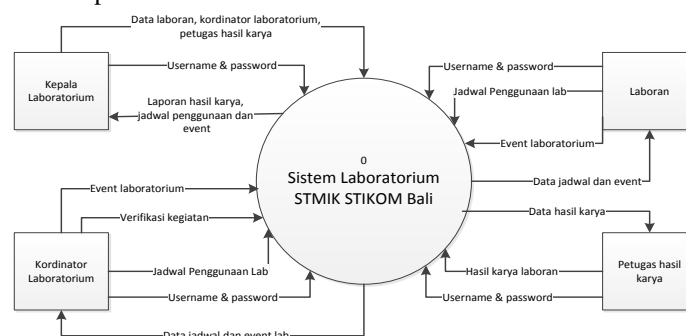 Data laboran, kordinator laboratorium,
petugas hasil karya
Kepala
Laboratorium
Username & password
Laporan hasil karya,
jadwal penggunaan dan
event
Username & password
Jadwal Penggunaan lab
Laboran
Event laboratorium
0
Sistem Laboratorium
STMIK STIKOM Bali
Data jadwal dan event
Event laboratorium
Verifikasi kegiatan
Data hasil karya
Kordinator
Laboratorium
Jadwal Penggunaan Lab
Username & password
Hasil karya laboran
Username & password
Petugas hasil
karya
Data jadwal dan event lab